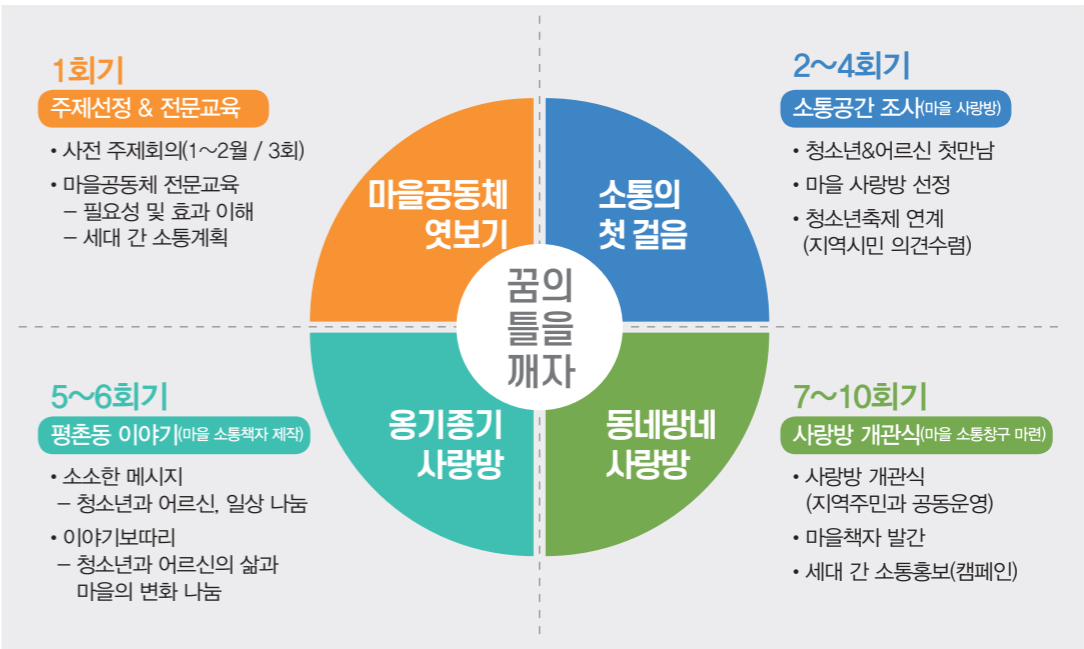 1회기
주제선정 & 전문교육
• 사전 주제회의(1~2월 / 3회)
• 마을공동체 전문교육
– 필요성 및 효과 이해
– 세대 간 소통계획
2~4회기
소통공간 조사(마을 사랑방)
• 청소년&어르신 첫만남
• 마을 사랑방 선정
• 청소년축제 연계
(지역시민 의견수렴)
마을공동체
엿보기
소통의
첫 걸음
꿈의
틀을
깨자
옹기종기
사랑방
동네방네
사랑방
5~6회기
평촌동 이야기(마을 소통책자 제작)
• 소소한 메시지
– 청소년과 어르신, 일상 나눔
• 이야기보따리
– 청소년과 어르신의 삶과
마을의 변화 나눔
7~10회기
사랑방 개관식(마을 소통창구 마련)
• 사랑방 개관식
(지역주민과 공동운영)
• 마을책자 발간
• 세대 간 소통홍보(캠페인)